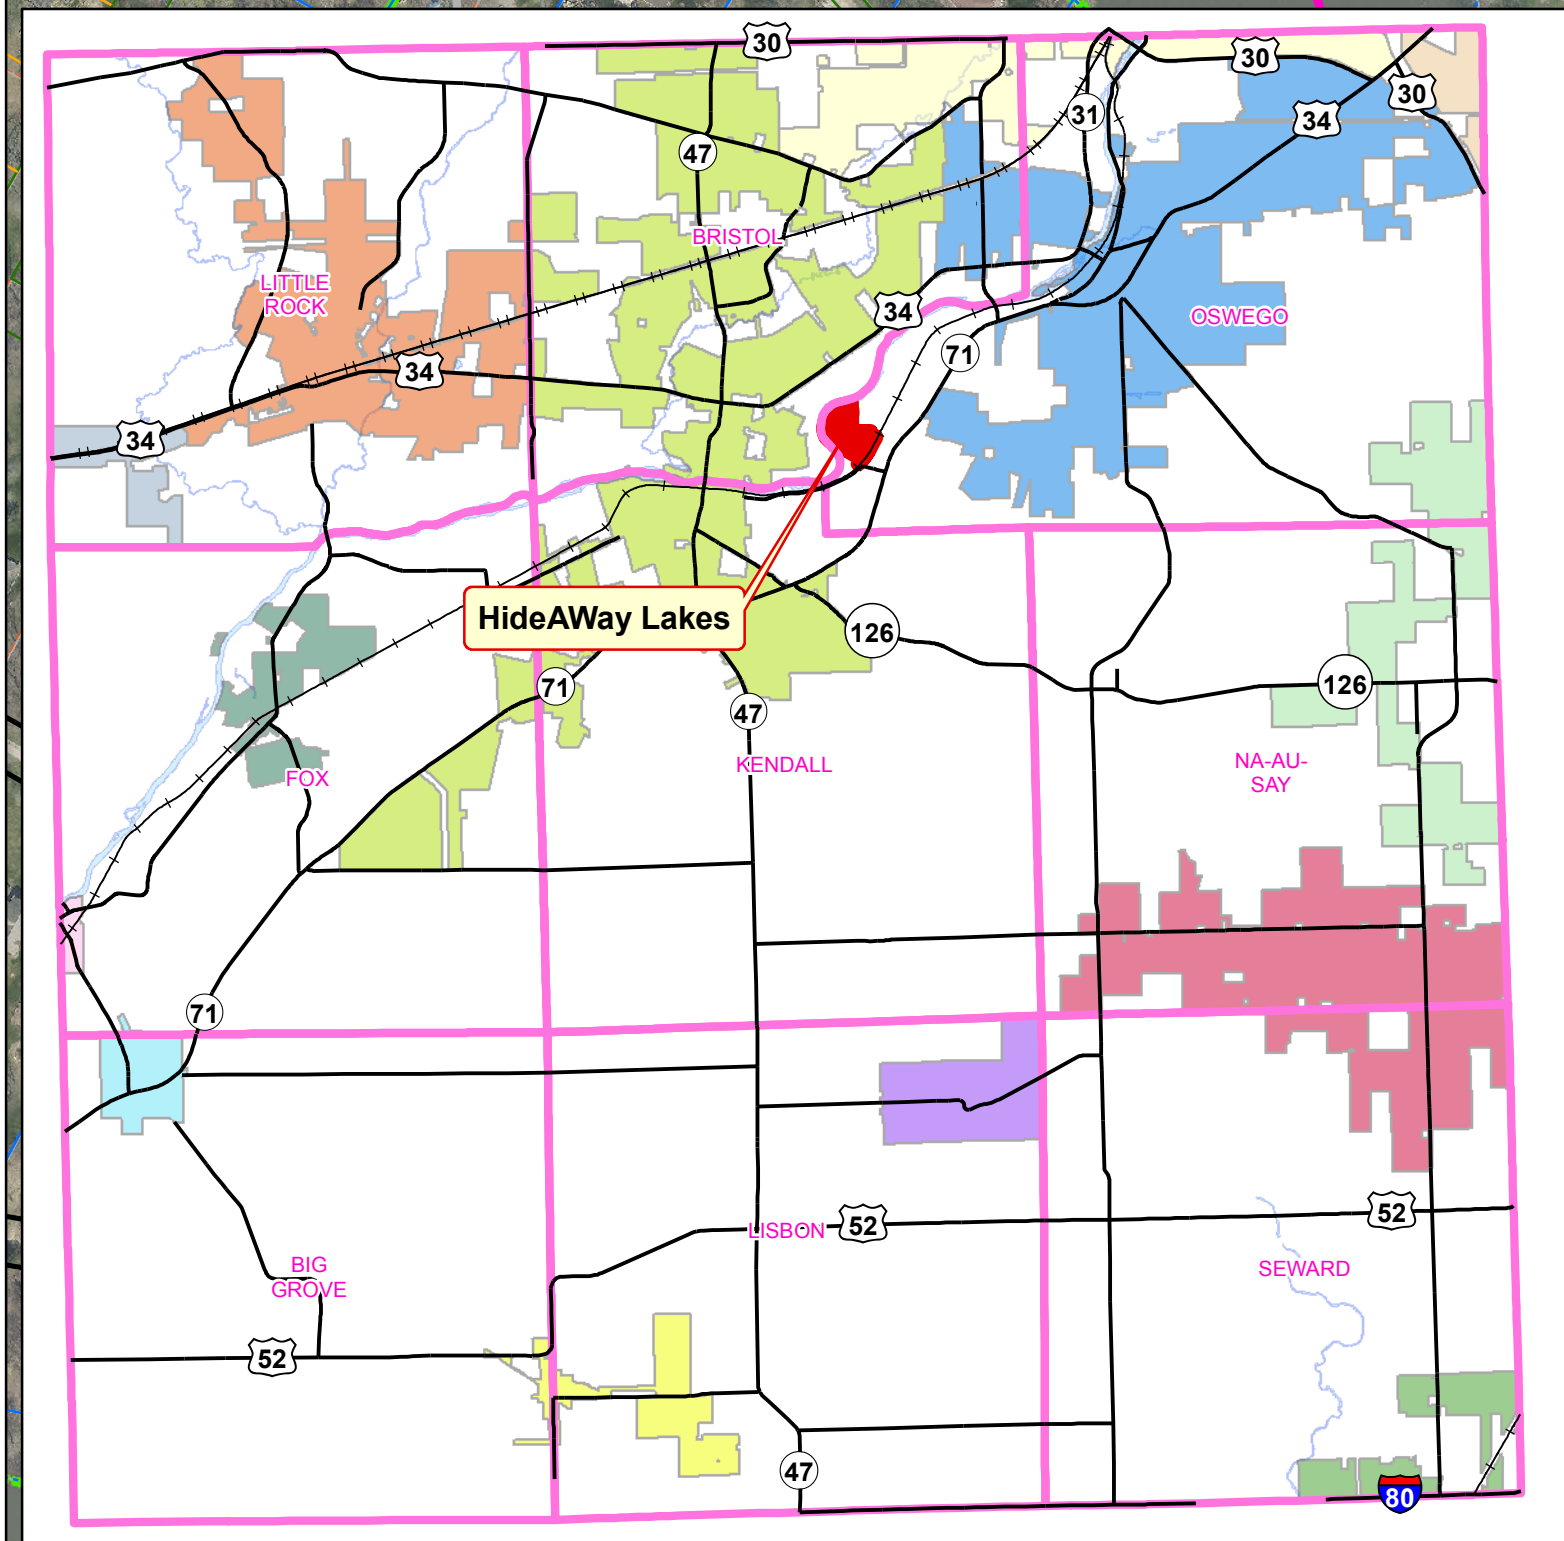 30
30
30
31
34
47
BRISTOL
LITTLE
ROCK
34
OSWEGO
71
34
34
HideAWay Lakes
126
71
126
47
KENDALL
NA-AU-
SAY
FOX
71
LISBON
52
52
BIG
GROVE
SEWARD
52
47
80